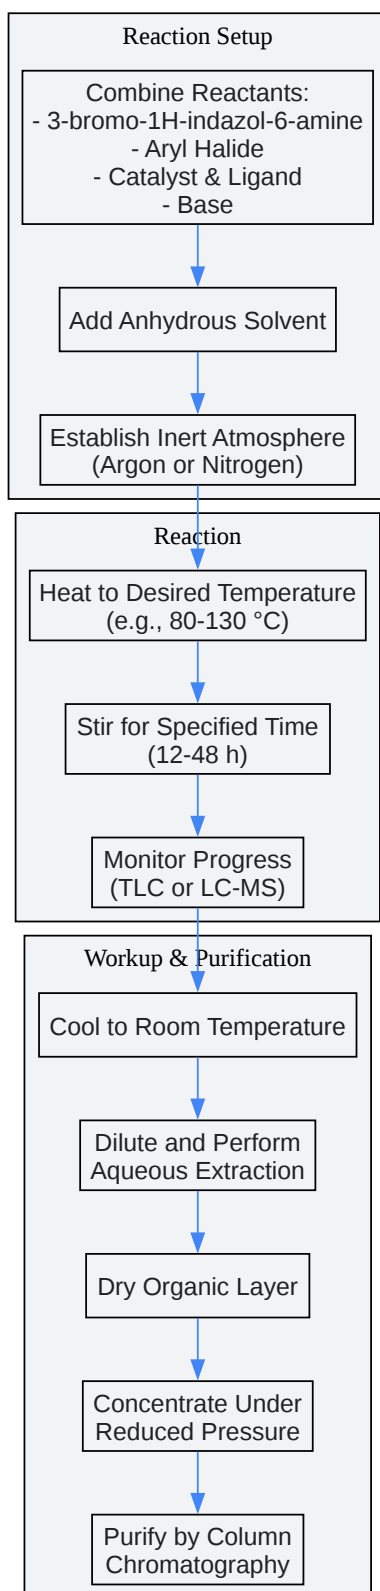 Reaction Setup
Combine Reactants:
- 3-bromo-1H-indazol-6-amine
- Aryl Halide
- Catalyst & Ligand
- Base
Add Anhydrous Solvent
Establish Inert Atmosphere
(Argon or Nitrogen)
Reaction
Heat to Desired Temperature
(e.g., 80-130 °C)
Stir for Specified Time
(12-48 h)
Monitor Progress
(TLC or LC-MS)
Workup & Purification
Cool to Room Temperature
Dilute and Perform
Aqueous Extraction
Dry Organic Layer
Concentrate Under
Reduced Pressure
Purify by Column
Chromatography